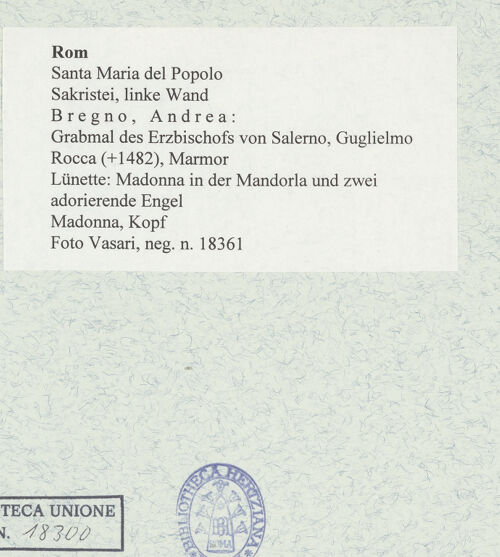 Rom
Santa Maria del Popolo
Sakristei, linke Wand
Bregno, Andrea:
Grabmal des Erzbischofs von Salerno, Guglielmo
Rocca (+1482), Marmor
Lünette: Madonna in der Mandorla und zwei
adorierende Engel
Madonna, Kopf
Foto Vasari, neg. n. 18361
TECA UNIONE
N. 18300
BIBLIOTHECA HERTZIANA
ROMA